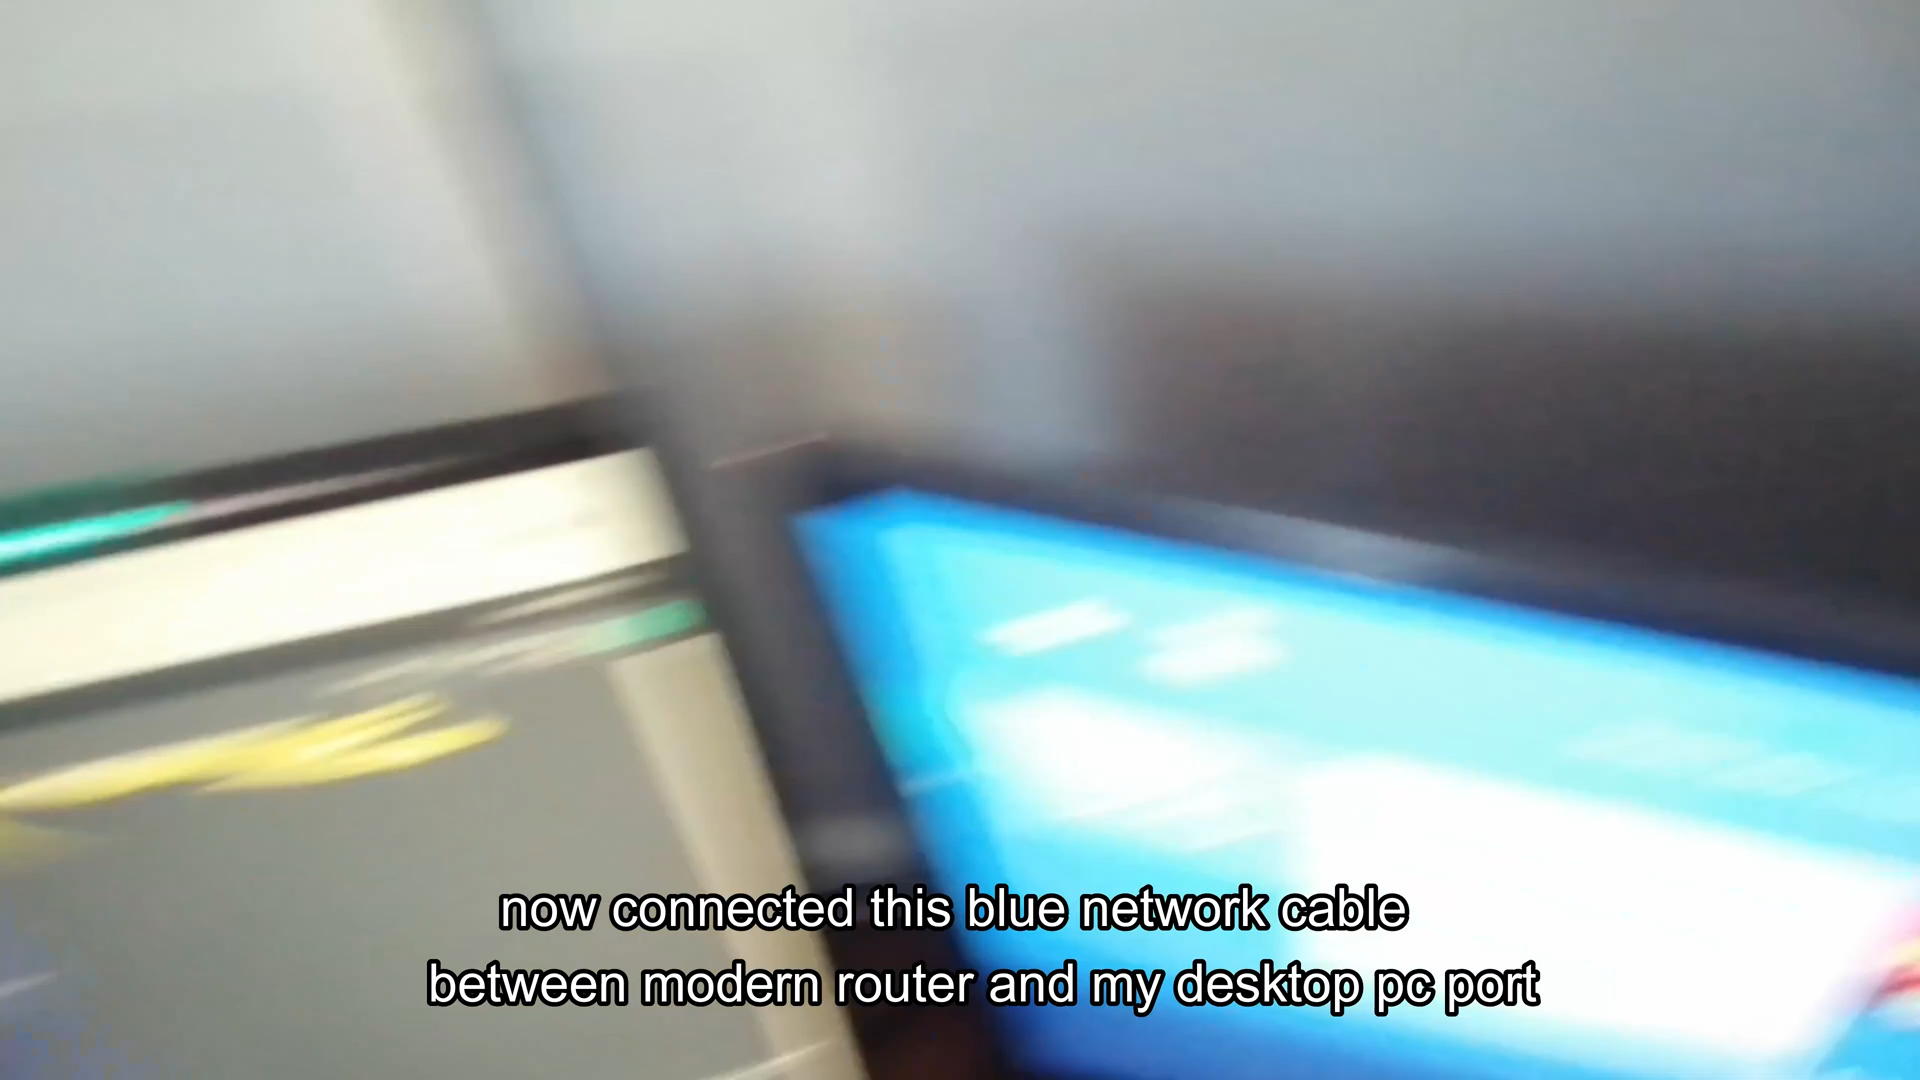 now connected this blue network cable
between modern router and my desktop pc port